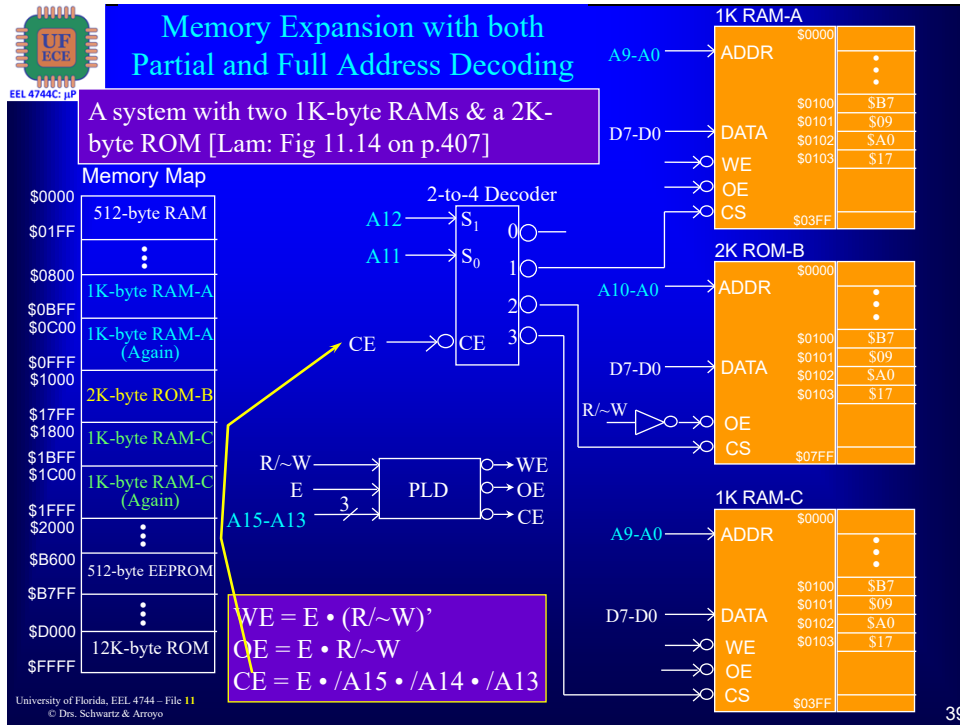 UF
ECE
EEL 4744C: µP
Memory Expansion with both
Partial and Full Address Decoding
A system with two 1K-byte RAMs & a 2K-
byte ROM [Lam: Fig 11.14 on p.407]
Memory Map
$0000
512-byte RAM
$01FF
$0800
1K-byte RAM-A
$0BFF
$0C00
1K-byte RAM-A
(Again)
$0FFF
$1000
2K-byte ROM-B
$17FF
$1800
1K-byte RAM-C
$1BFF
$1C00
1K-byte RAM-C
(Again)
$1FFF
$2000
$B600
512-byte EEPROM
$B7FF
$D000
12K-byte ROM
$FFFF
2-to-4 Decoder
A12
S1
0
A11
S0
1
2
3
CE
CE
R/~W
WE
E
PLD
OE
3
A15-A13
CE
WE = E • (R/~W)’
OE = E • R/~W
CE = E • /A15 • /A14 • /A13
1K RAM-A
$0000
A9-A0
ADDR
$0100 $B7
$0101 $09
D7-D0
DATA
$0102 $A0
$0103 $17
WE
OE
CS
$03FF
2K ROM-B
$0000
A10-A0
ADDR
$0100 $B7
$0101 $09
D7-D0
DATA
$0102 $A0
$0103 $17
R/~W
OE
CS
$07FF
1K RAM-C
$0000
A9-A0
ADDR
$0100 $B7
$0101 $09
D7-D0
DATA
$0102 $A0
$0103 $17
WE
OE
CS
$03FF
University of Florida, EEL 4744 – File 11
© Drs. Schwartz & Arroyo
39